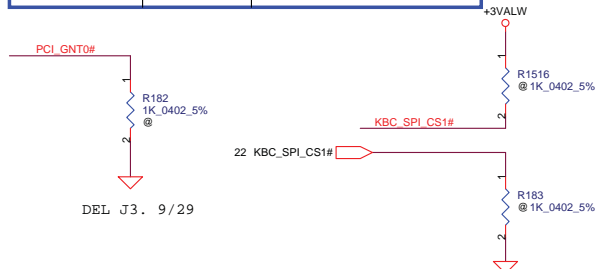 +3VALW
PCI_GNT0#
1
R182
1K_0402_5%
@
2
DEL J3. 9/29
1
R1516
@ 1K_0402_5%
2
KBC_SPI_CS1#
22 KBC_SPI_CS1#
1
R183
@ 1K_0402_5%
2